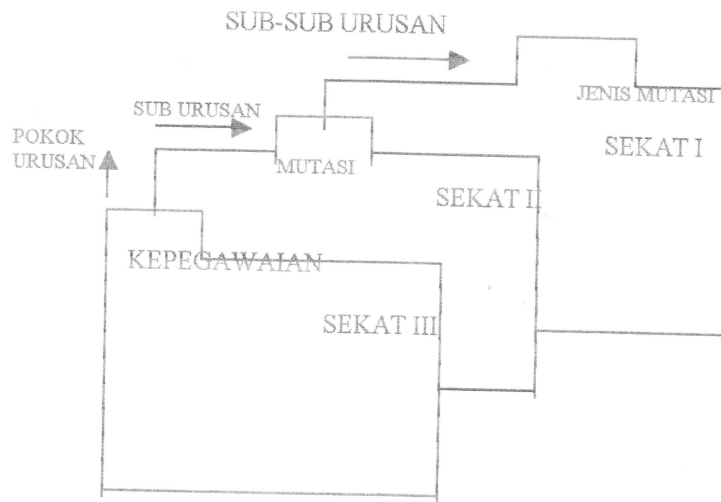 SUB-SUB URUSAN
JENIS MUTASI
SUB URUSAN
SEKAT I
POKOK
URUSAN
MUTASI
SEKAT II
KEPEGAWAIAN
SEKAT III